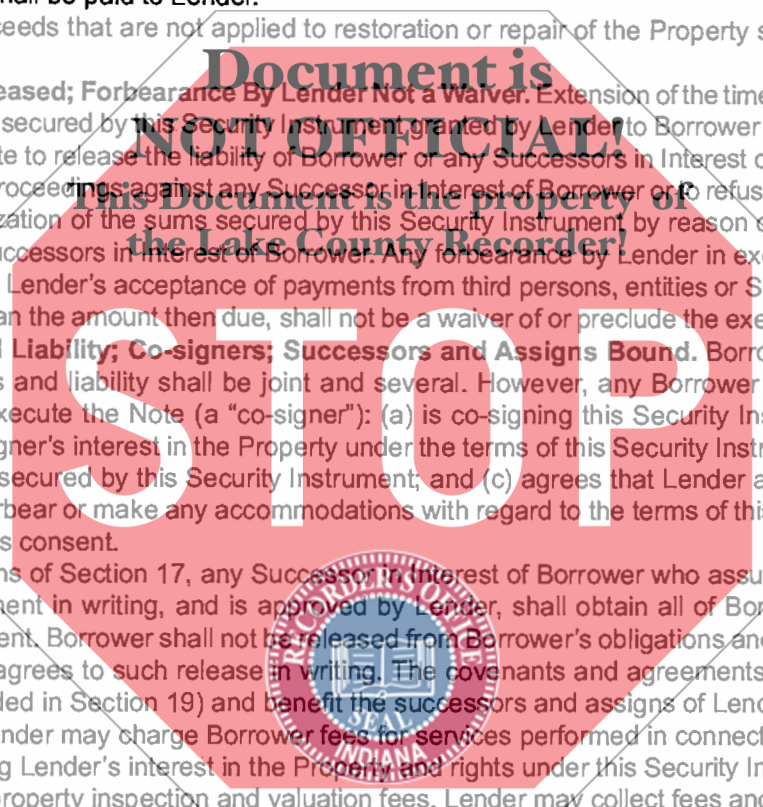 all be paid to Lender.
ceeds that are not applied to restoration or repair of the Property s
Document is
eased; Forbearance By Lender Not a Waiver. Extension of the time
secured by this Security Instrument granted by Lender to Borrower
NOT OFFICIAL!
te to release the liability of Borrower or any Successors in Interest o
roceedings against any Successor in Interest of Borrower or to refus
This Document is the property of
zation of the sums secured by this Security Instrument by reason o
the Lake County Recorder!
uccessors in Interest of Borrower. Any forbearance by Lender in exe
Lender's acceptance of payments from third persons, entities or S
an the amount then due, shall not be a waiver of or preclude the exe
Liability; Co-signers; Successors and Assigns Bound. Borro
s and liability shall be joint and several. However, any Borrower
xecute the Note (a "co-signer"): (a) is co-signing this Security Ins
STOP
gner's interest in the Property under the terms of this Security Instr
secured by this Security Instrument; and (c) agrees that Lender a
rbear or make any accommodations with regard to the terms of this
s consent.
ns of Section 17, any Successor in Interest of Borrower who assu
ment in writing, and is approved by Lender, shall obtain all of Bor
ent. Borrower shall not be released from Borrower's obligations and
agrees to such release in writing. The covenants and agreements
ded in Section 19) and benefit the successors and assigns of Lend
RECORDER'S OFFICE
SEAL
INDIANA
ender may charge Borrower fees for services performed in connect
g Lender's interest in the Property and rights under this Security In
property inspection and valuation fees. Lender may collect fees and